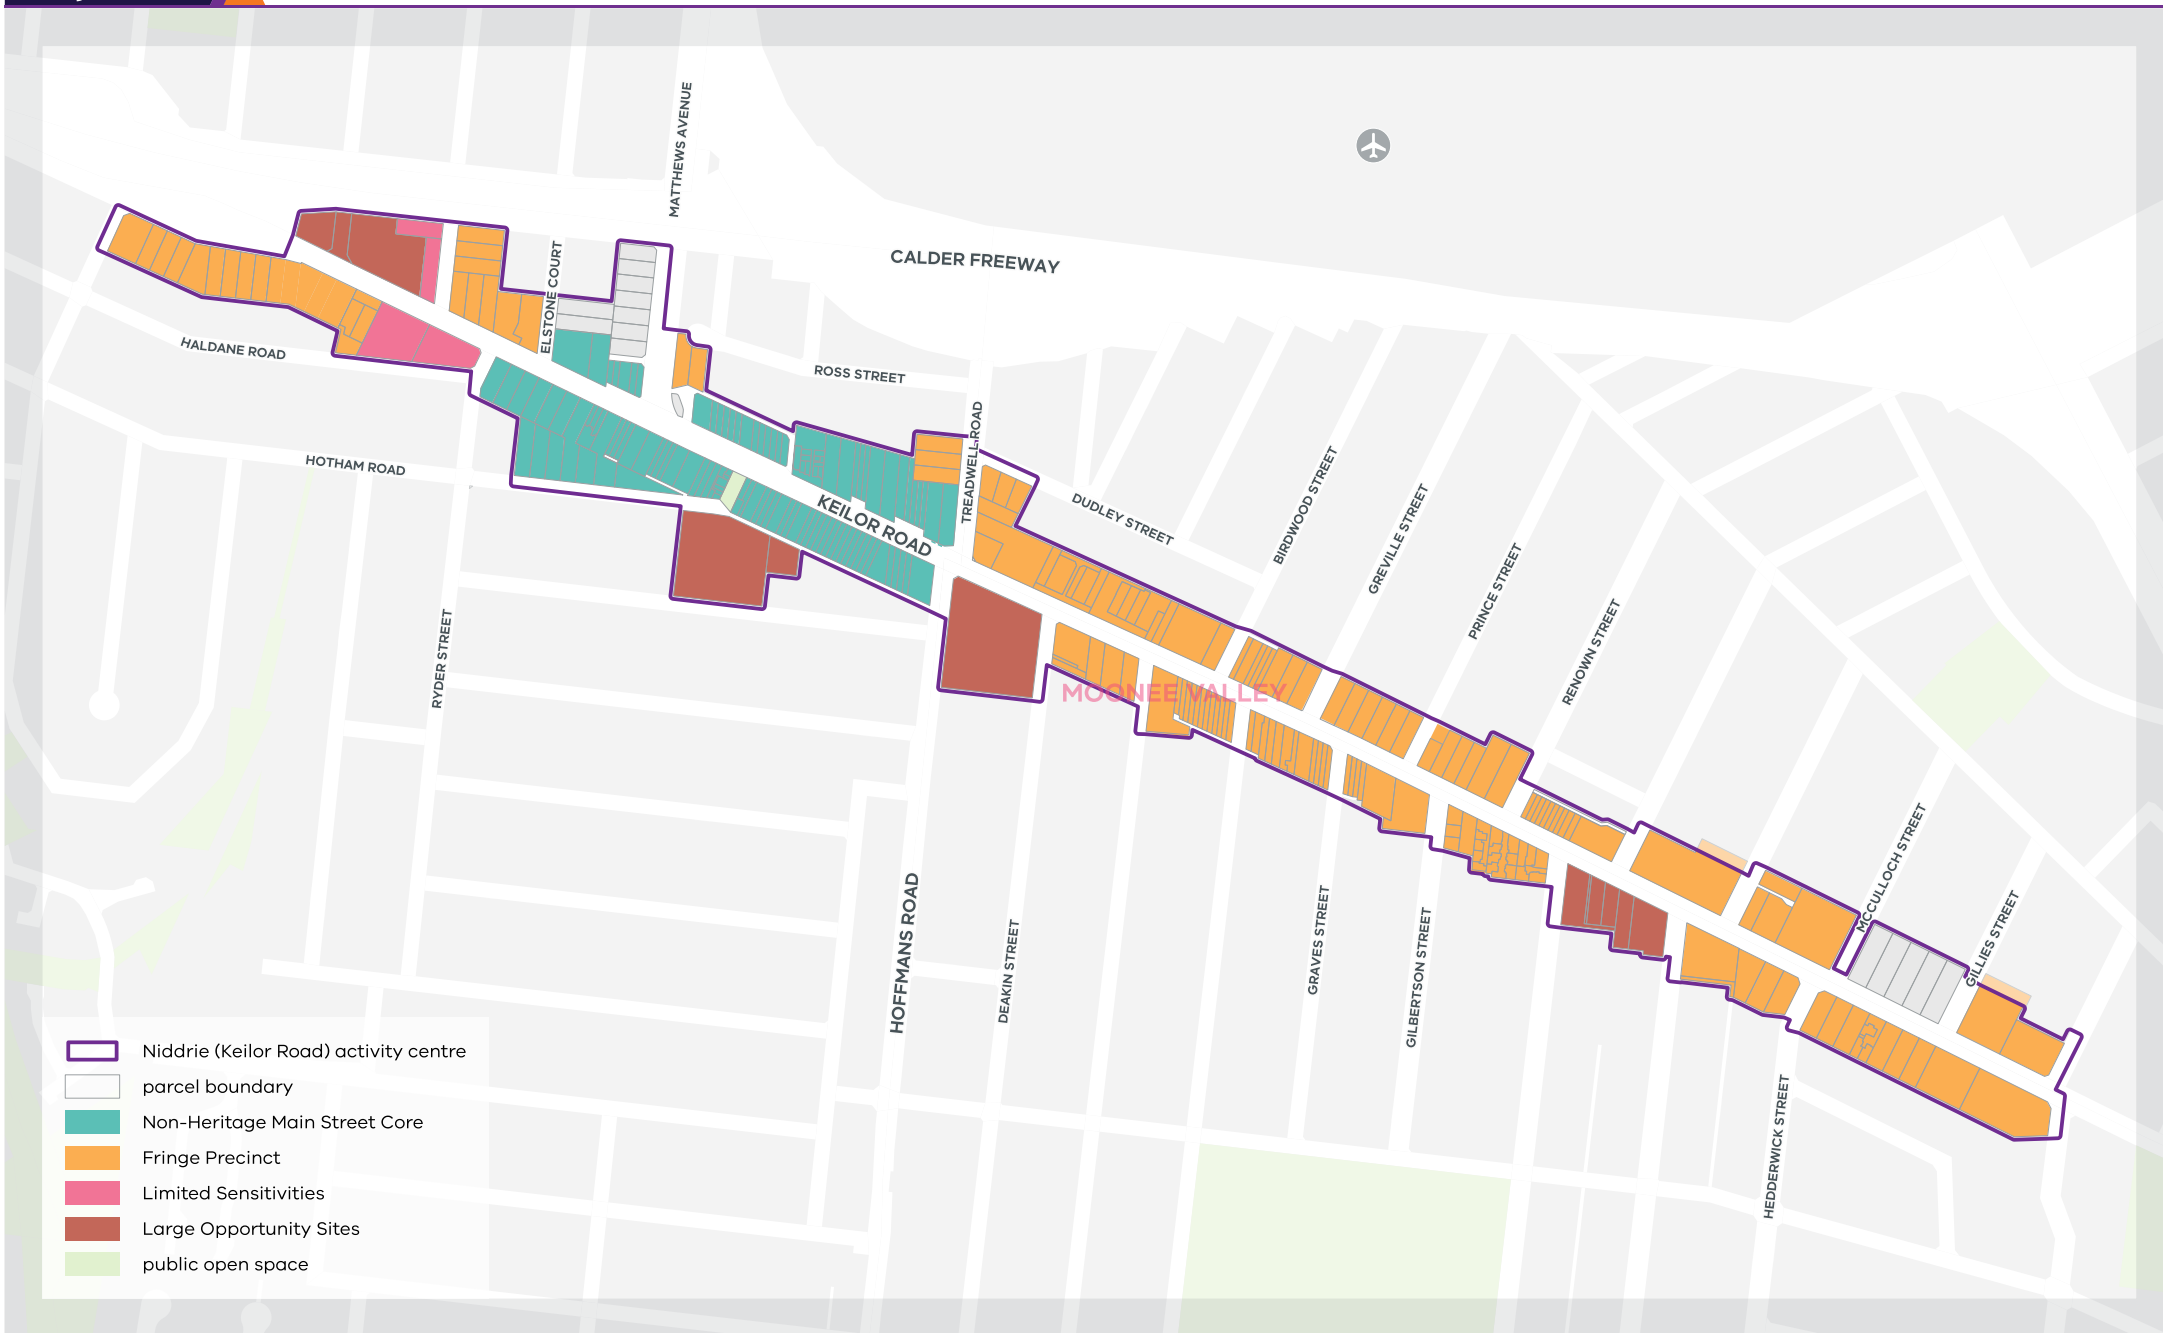 MATTHEWS AVENUE
CALDER FREEWAY
ELSTONE COURT
HALDANE ROAD
ROSS STREET
TREADWELL ROAD
HOTHAM ROAD
KEILOR ROAD
DUDLEY STREET
BIRDWOOD STREET
GREVILLE STREET
PRINCE STREET
RENOWN STREET
RYDER STREET
MOONEE VALLEY
HOFFMANS ROAD
DEAKIN STREET
GRAVES STREET
GILBERTSON STREET
MCCULLOCH STREET
GILLIES STREET
HEDDERWICK STREET
Niddrie (Keilor Road) activity centre
parcel boundary
Non-Heritage Main Street Core
Fringe Precinct
Limited Sensitivities
Large Opportunity Sites
public open space